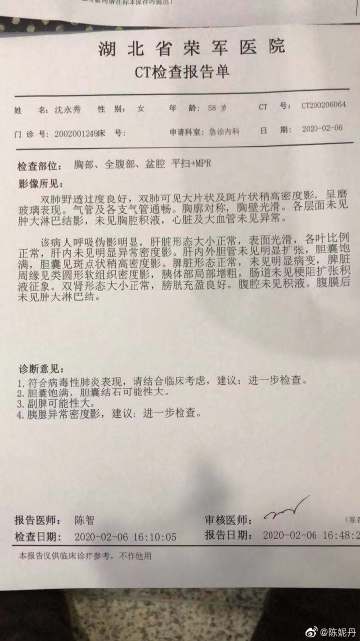 湖北省荣军医院
CT检查报告单
姓 名： 沈永秀 性 别： 女 年 龄： 58 岁 CT 号： CT200206064
门 诊 号： 2002001249 床 号： 申请科室： 急诊内科 日 期： 2020-02-06
检查部位： 胸部、全腹部、盆腔 平扫+MPR
影像所见：
双肺野透过度良好，双肺可见大片状及斑片状稍高密度影，呈磨
玻璃表现。气管及各支气管通畅。胸廓对称，胸壁光滑。各层面未见
肿大淋巴结影，未见胸腔积液，心脏及大血管未见异常。
该病人呼吸伪影明显，肝脏形态大小正常，表面光滑，各叶比例
正常，肝内未见明显异常密度影。肝内外胆管未见明显扩张，胆囊饱
满，胆囊见斑点状稍高密度影。脾脏形态正常，未见明显病变，脾脏
周缘见类圆形软组织密度影，胰体部局部增粗，肠道未见梗阻扩张积
液征象。双肾形态大小正常，膀胱充盈良好。腹腔未见积液。腹膜后
未见肿大淋巴结。
诊断意见：
1. 符合病毒性肺炎表现，请结合临床考虑，建议：进一步检查。
2. 胆囊饱满，胆囊结石可能性大。
3. 副脾可能性大。
4. 胰腺异常密度影，建议：进一步检查。
报告医师： 陈智 审核医师：
检查日期： 2020-02-06 16:10:05 报告日期： 2020-02-06 16:48:2
本报告仅供临床诊疗参考，不作他用
@陈妮丹